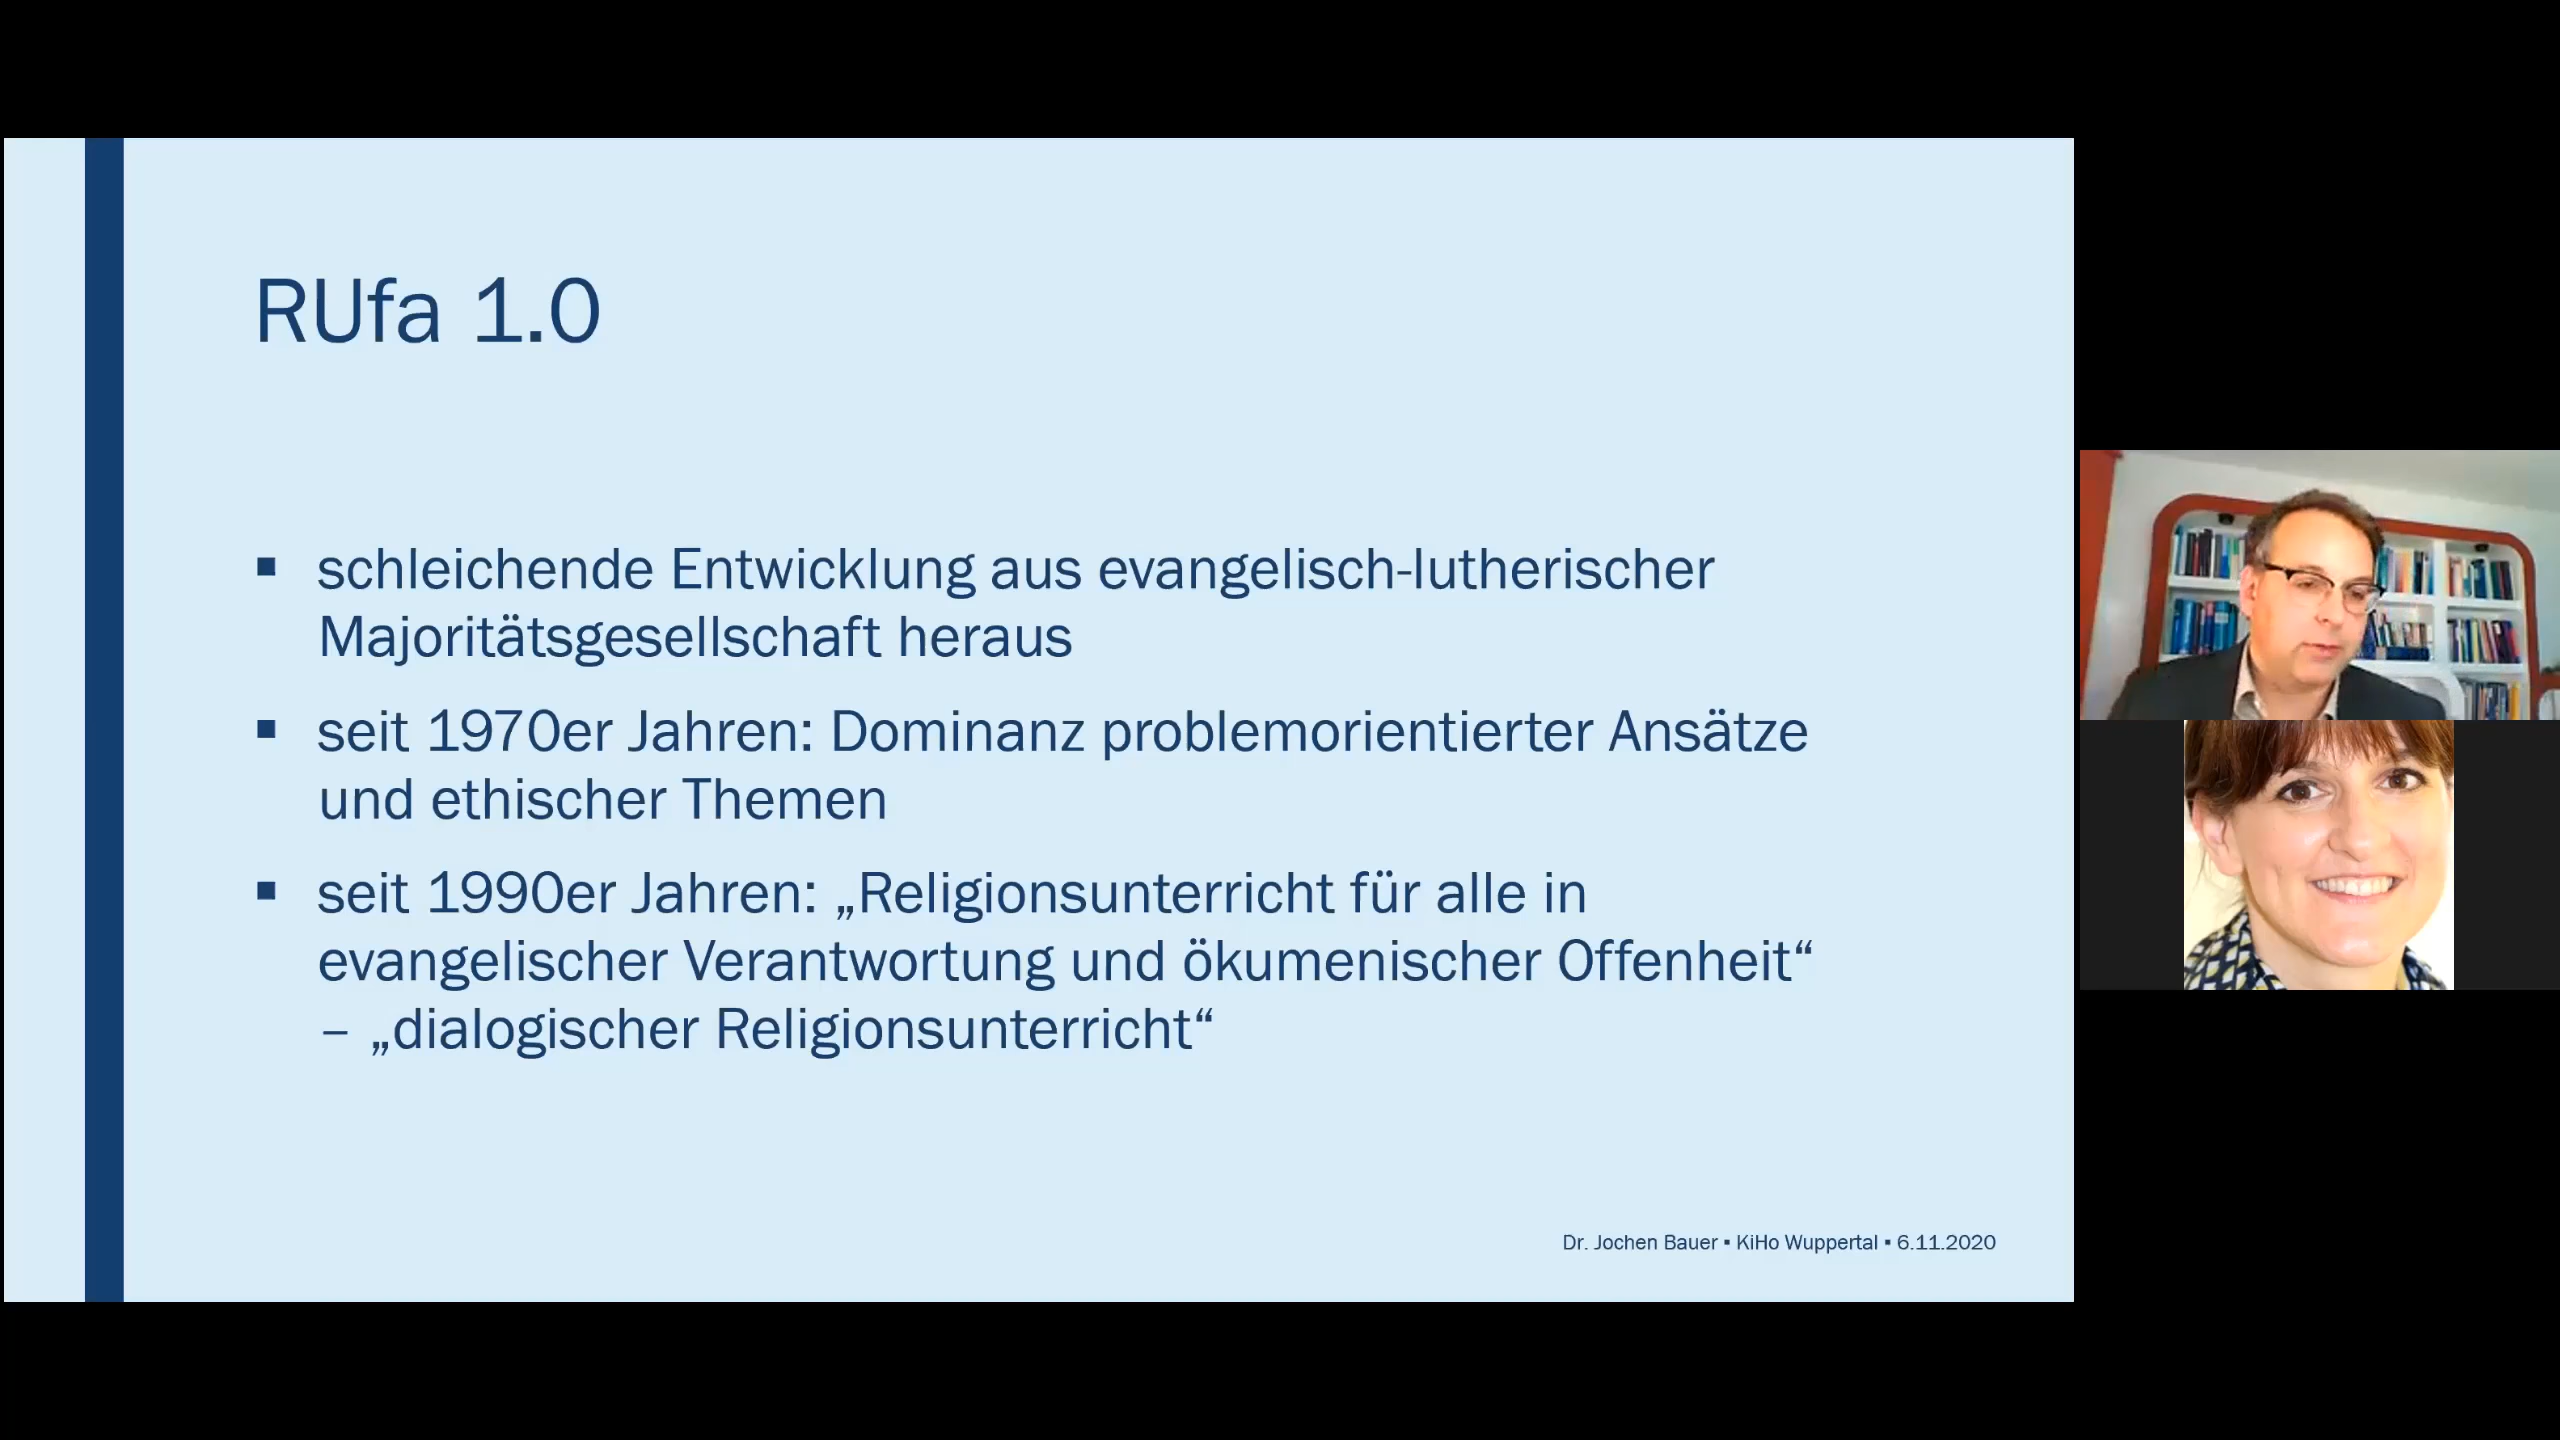 RUfa 1.0
▪ schleichende Entwicklung aus evangelisch-lutherischer
Majoritätsgesellschaft heraus
▪ seit 1970er Jahren: Dominanz problemorientierter Ansätze
und ethischer Themen
▪ seit 1990er Jahren: „Religionsunterricht für alle in
evangelischer Verantwortung und ökumenischer Offenheit“
– „dialogischer Religionsunterricht“
Dr. Jochen Bauer ▪ KiHo Wuppertal ▪ 6.11.2020